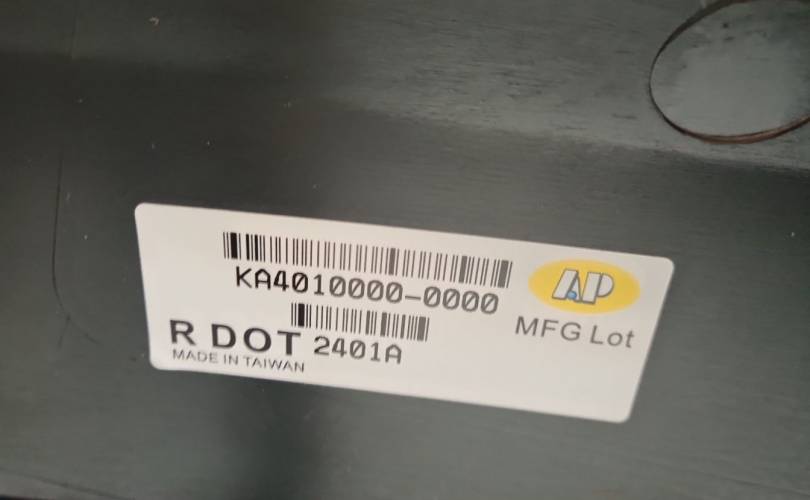 KA4010000-0000
AP
MFG Lot
R DOT 2401A
MADE IN TAIWAN